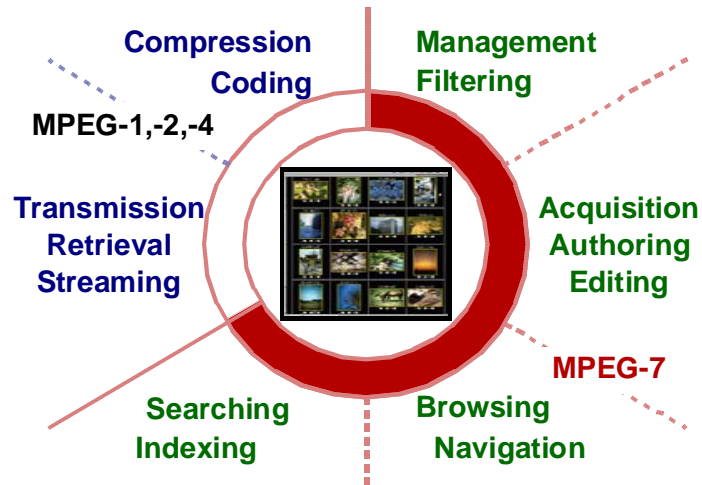 Compression
Coding
Management
Filtering
MPEG-1,-2,-4
Transmission
Retrieval
Streaming
Acquisition
Authoring
Editing
MPEG-7
Searching
Indexing
Browsing
Navigation